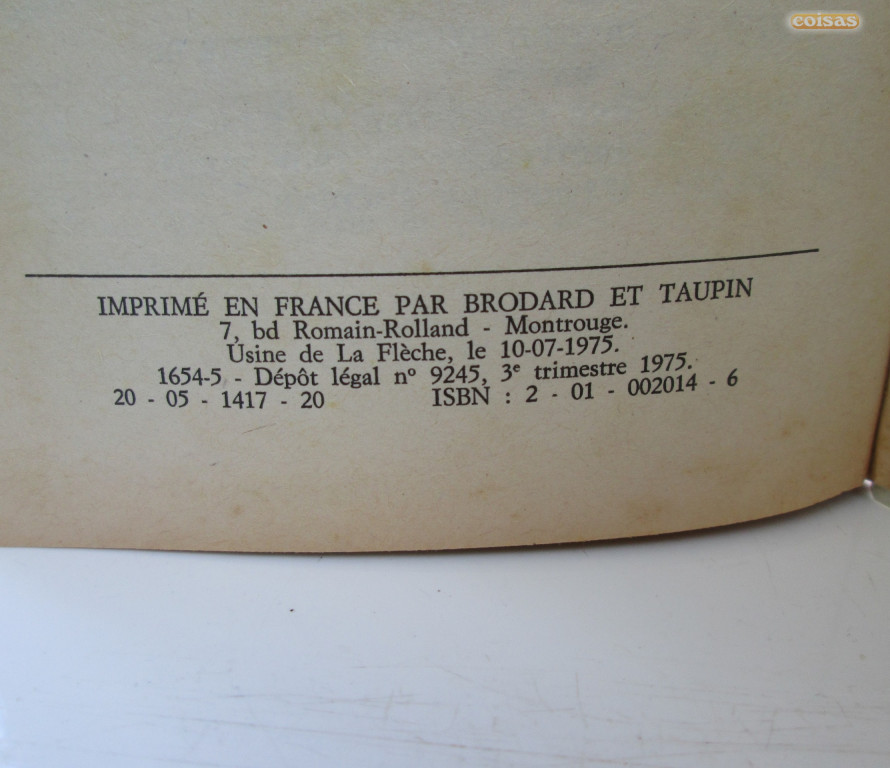 coisas
IMPRIMÉ EN FRANCE PAR BRODARD ET TAUPIN
7, bd Romain-Rolland - Montrouge.
Usine de La Flèche, le 10-07-1975.
1654-5 - Dépôt légal nº 9245, 3e trimestre 1975.
20 - 05 - 1417 - 20 ISBN : 2 - 01 - 002014 - 6